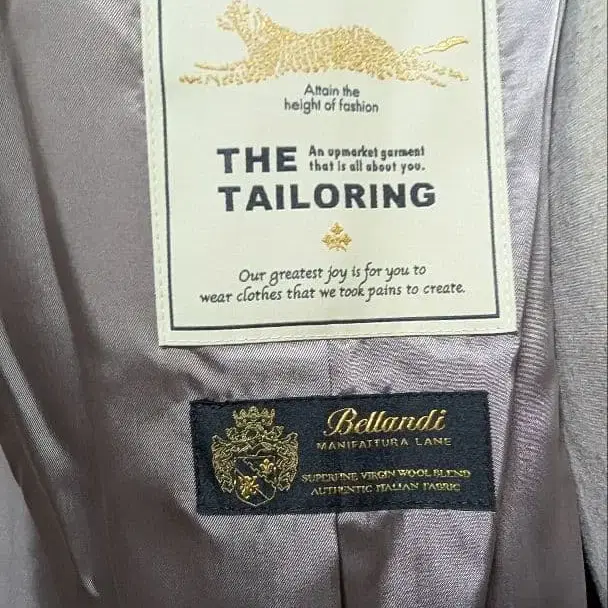 Attain the
height of fashion
THE An upmarket garment
that is all about you.
TAILORING
Our greatest joy is for you to
wear clothes that we took pains to create.
Bellandi
MANIFATTURA LANE
SUPERFINE VIRGIN WOOL BLEND
AUTHENTIC ITALIAN FABRIC